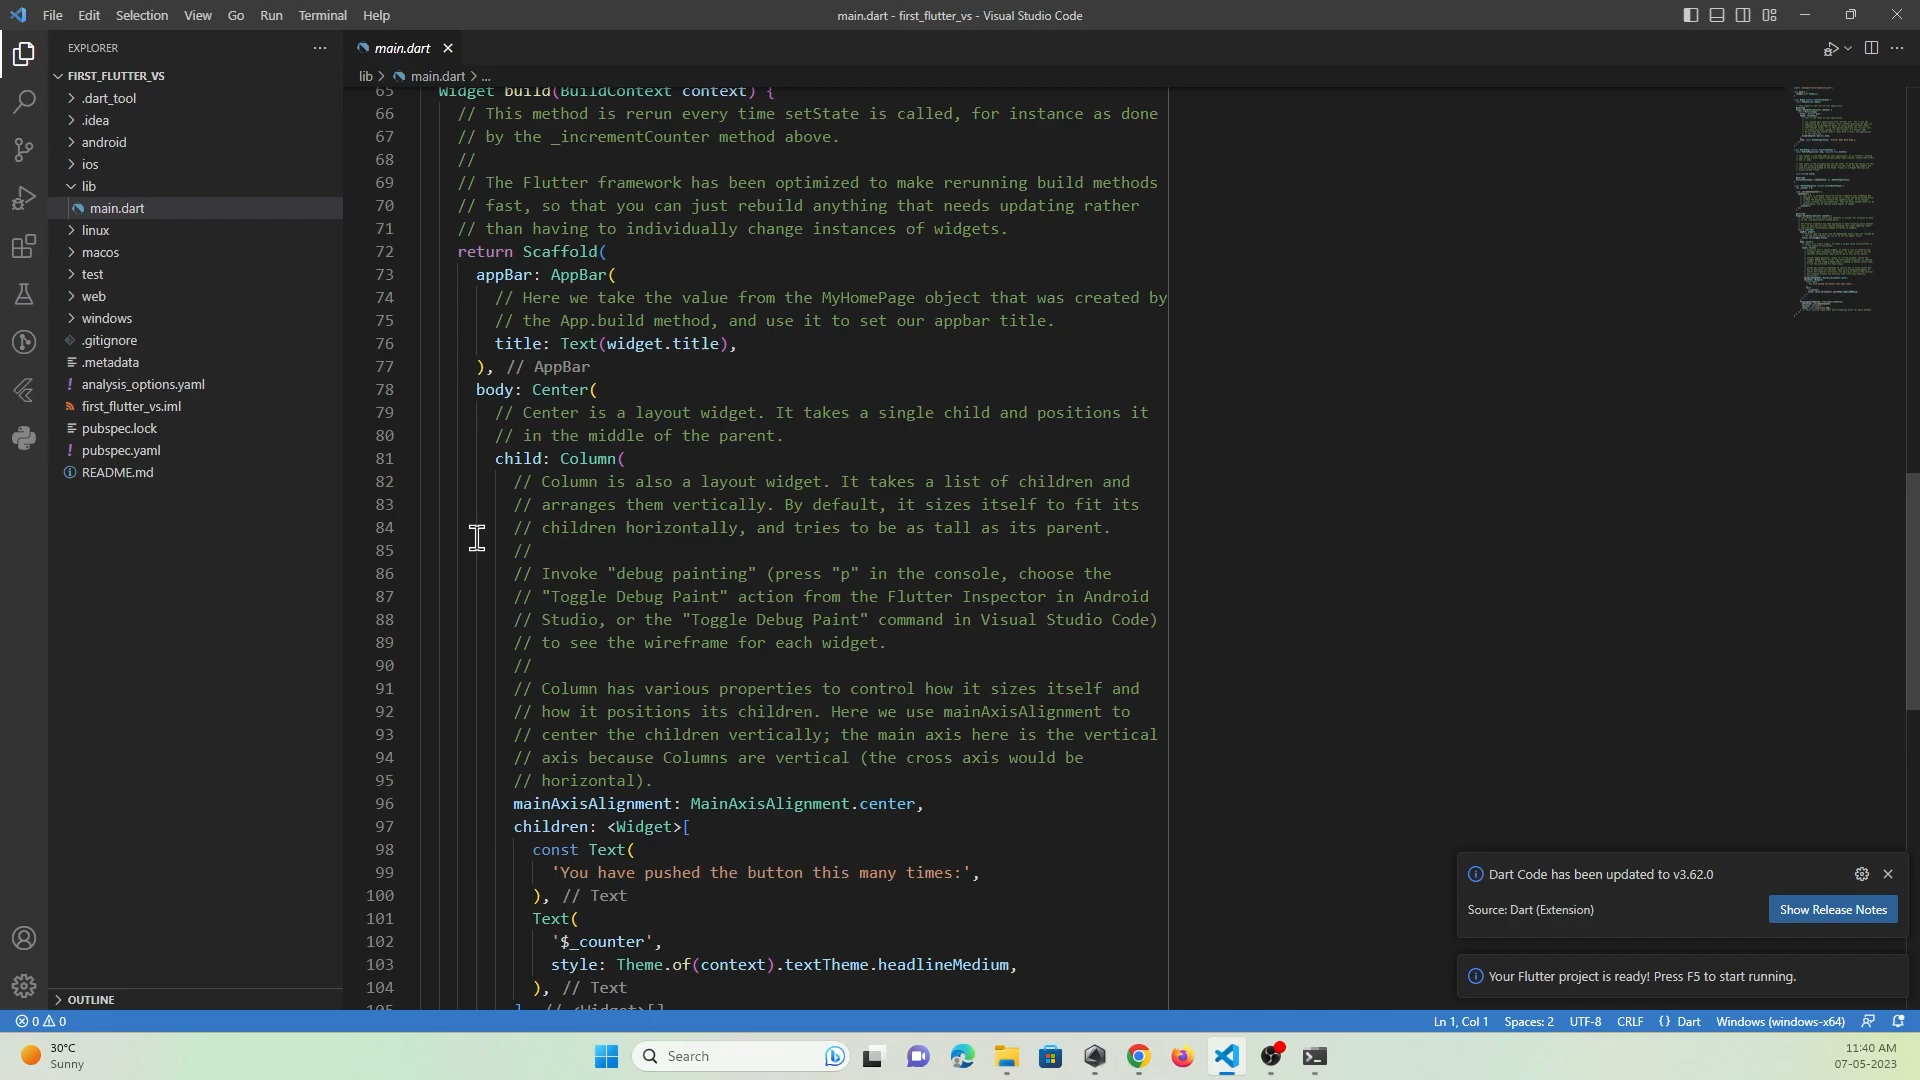 File Edit Selection View Go Run Terminal Help
main.dart - first_flutter_vs - Visual Studio Code
EXPLORER
FIRST_FLUTTER_VS
.dart_tool
.idea
android
ios
lib
main.dart
linux
macos
test
web
windows
.gitignore
.metadata
analysis_options.yaml
first_flutter_vs.iml
pubspec.lock
pubspec.yaml
README.md
OUTLINE
main.dart
lib > main.dart > ...
65 Widget build(BuildContext context) {
66 // This method is rerun every time setState is called, for instance as done
67 // by the _incrementCounter method above.
68 //
69 // The Flutter framework has been optimized to make rerunning build methods
70 // fast, so that you can just rebuild anything that needs updating rather
71 // than having to individually change instances of widgets.
72 return Scaffold(
73 appBar: AppBar(
74 // Here we take the value from the MyHomePage object that was created by
75 // the App.build method, and use it to set our appbar title.
76 title: Text(widget.title),
77 ), // AppBar
78 body: Center(
79 // Center is a layout widget. It takes a single child and positions it
80 // in the middle of the parent.
81 child: Column(
82 // Column is also a layout widget. It takes a list of children and
83 // arranges them vertically. By default, it sizes itself to fit its
84 // children horizontally, and tries to be as tall as its parent.
85 //
86 // Invoke "debug painting" (press "p" in the console, choose the
87 // "Toggle Debug Paint" action from the Flutter Inspector in Android
88 // Studio, or the "Toggle Debug Paint" command in Visual Studio Code)
89 // to see the wireframe for each widget.
90 //
91 // Column has various properties to control how it sizes itself and
92 // how it positions its children. Here we use mainAxisAlignment to
93 // center the children vertically; the main axis here is the vertical
94 // axis because Columns are vertical (the cross axis would be
95 // horizontal).
96 mainAxisAlignment: MainAxisAlignment.center,
97 children: <Widget>[
98 const Text(
99 'You have pushed the button this many times:',
100 ), // Text
101 Text(
102 '$_counter',
103 style: Theme.of(context).textTheme.headlineMedium,
104 ), // Text
105 ], // <Widget>[]
Dart Code has been updated to v3.62.0
Source: Dart (Extension)
Show Release Notes
Your Flutter project is ready! Press F5 to start running.
0 0
Ln 1, Col 1 Spaces: 2 UTF-8 CRLF {} Dart Windows (windows-x64)
30°C
Sunny
Search
11:40 AM
07-05-2023